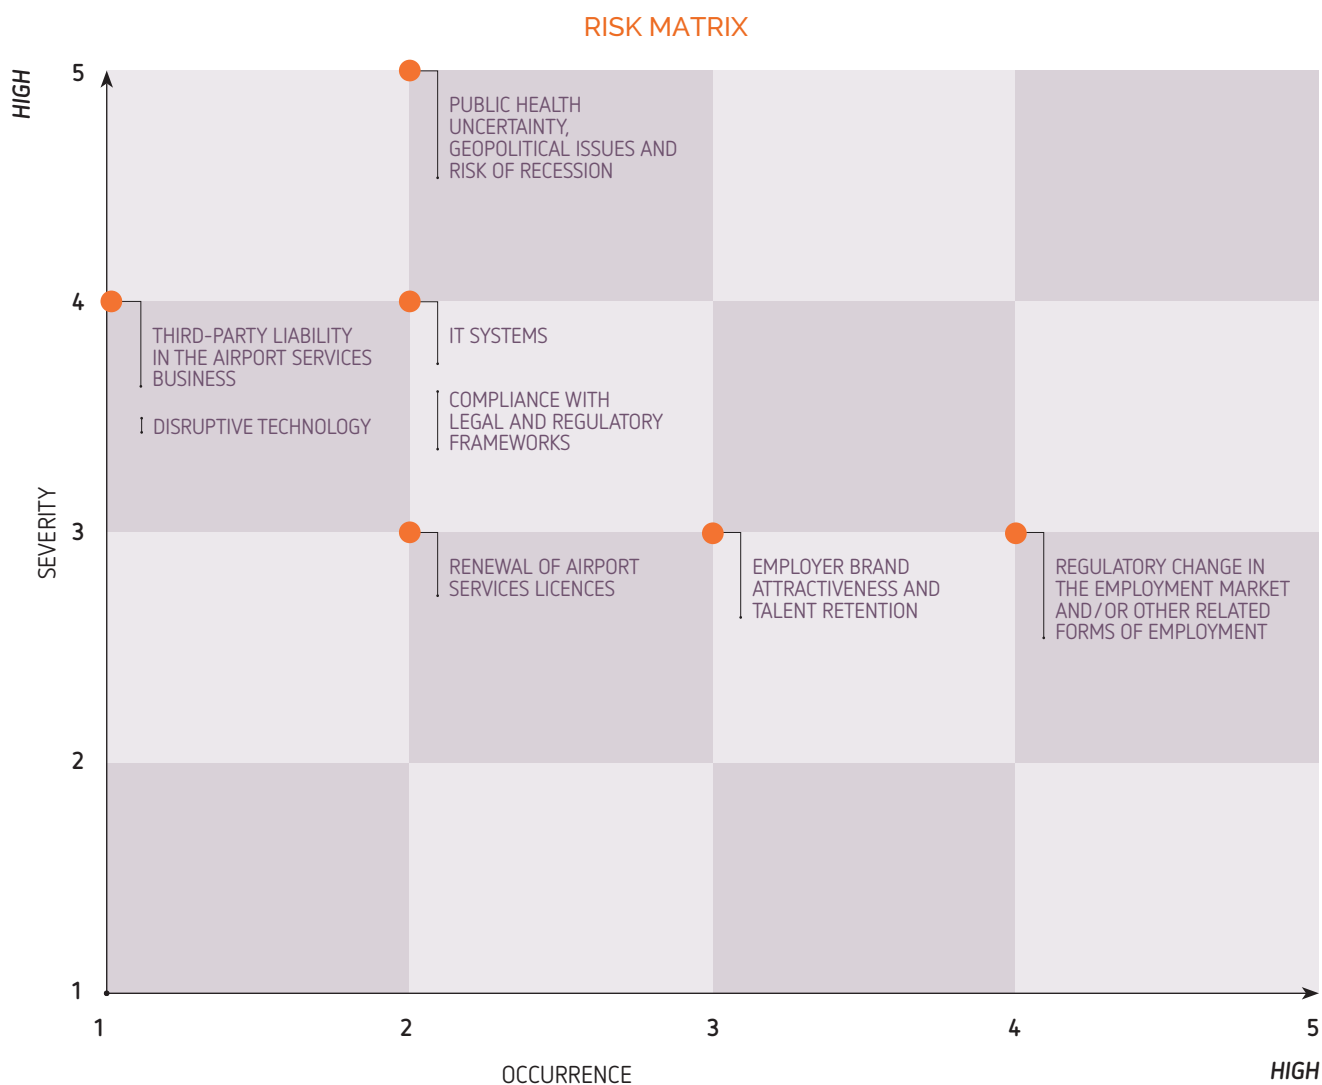 RISK MATRIX
HIGH
5
PUBLIC HEALTH
UNCERTAINTY,
GEOPOLITICAL ISSUES AND
RISK OF RECESSION
4
THIRD-PARTY LIABILITY
IN THE AIRPORT SERVICES
BUSINESS
DISRUPTIVE TECHNOLOGY
IT SYSTEMS
COMPLIANCE WITH
LEGAL AND REGULATORY
FRAMEWORKS
SEVERITY
3
RENEWAL OF AIRPORT
SERVICES LICENCES
EMPLOYER BRAND
ATTRACTIVENESS AND
TALENT RETENTION
REGULATORY CHANGE IN
THE EMPLOYMENT MARKET
AND/OR OTHER RELATED
FORMS OF EMPLOYMENT
2
1
1 2 3 4 5
OCCURRENCE
HIGH